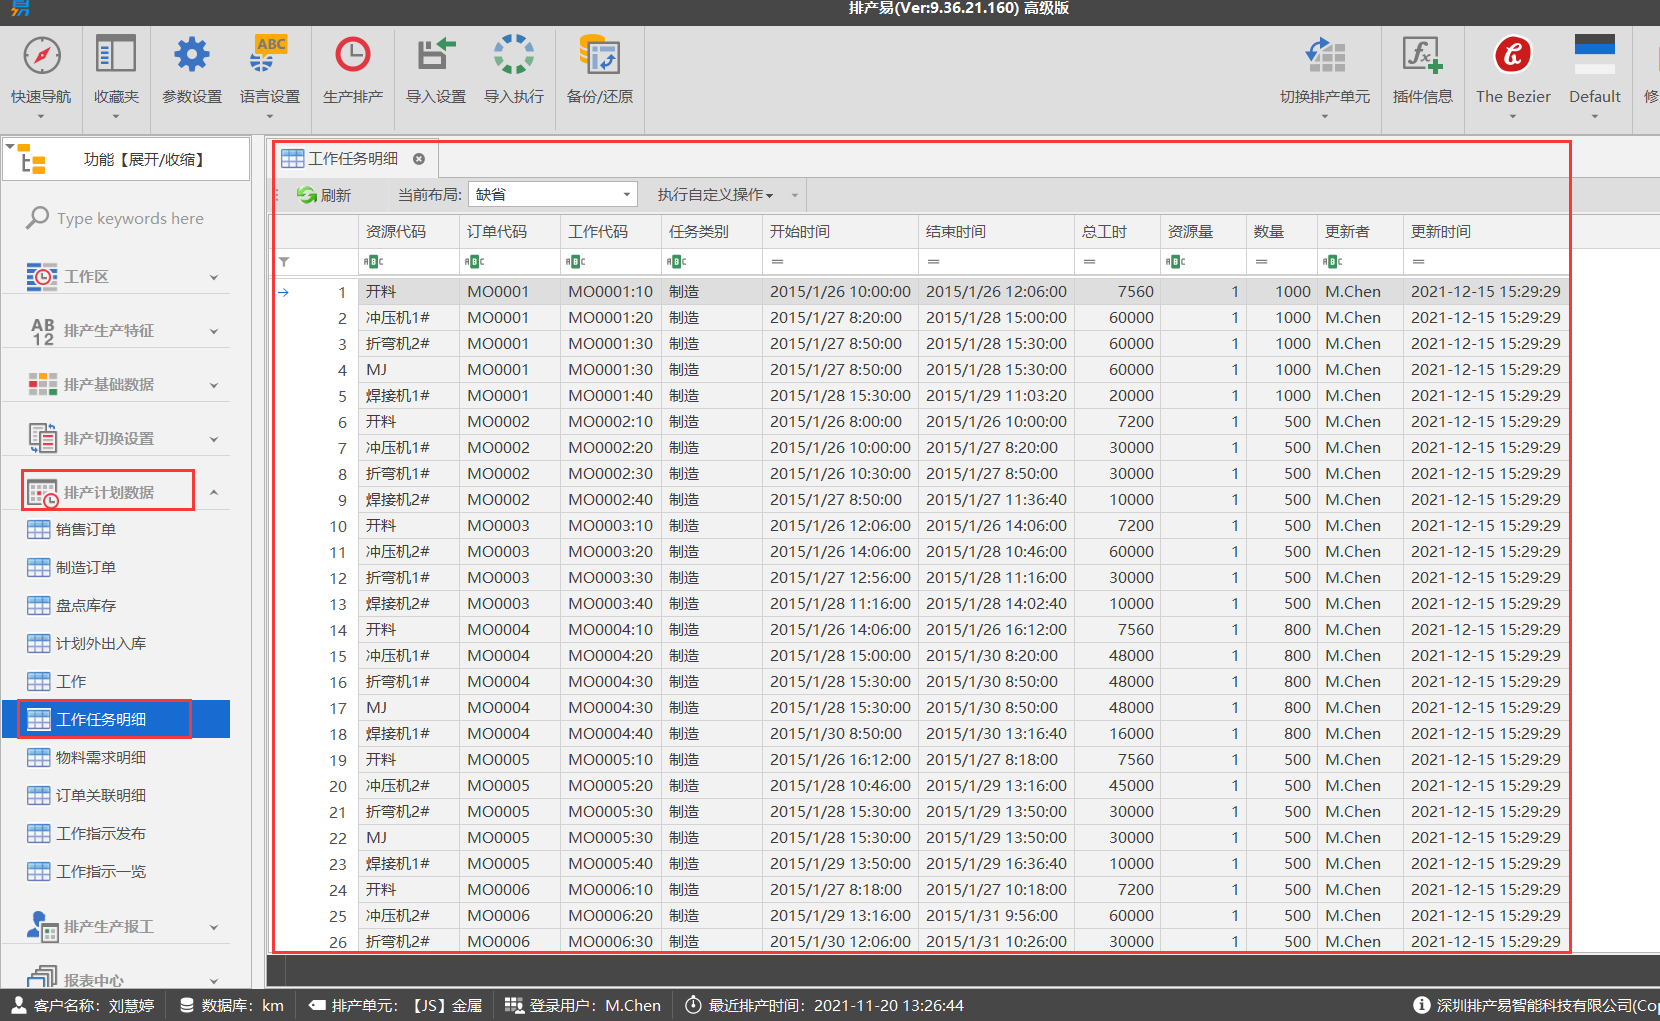 易
排产易(Ver:9.36.21.160) 高级版
快速导航
收藏夹
参数设置
ABC
语言设置
生产排产
导入设置
导入执行
备份/还原
切换排产单元
插件信息
The Bezier
Default
功能【展开/收缩】
Type keywords here
工作区
AB
12
排产生产特征
排产基础数据
排产切换设置
排产计划数据
销售订单
制造订单
盘点库存
计划外出入库
工作
工作任务明细
物料需求明细
订单关联明细
工作指示发布
工作指示一览
排产生产报工
报表中心
工作任务明细
刷新 当前布局: 缺省 执行自定义操作
资源代码 订单代码 工作代码 任务类别 开始时间 结束时间 总工时 资源量 数量 更新者 更新时间
ABC ABC ABC ABC = = = ABC = ABC =
1 开料 MO0001 MO0001:10 制造 2015/1/26 10:00:00 2015/1/26 12:06:00 7560 1 1000 M.Chen 2021-12-15 15:29:29
2 冲压机1# MO0001 MO0001:20 制造 2015/1/27 8:20:00 2015/1/28 15:00:00 60000 1 1000 M.Chen 2021-12-15 15:29:29
3 折弯机2# MO0001 MO0001:30 制造 2015/1/27 8:50:00 2015/1/28 15:30:00 60000 1 1000 M.Chen 2021-12-15 15:29:29
4 MJ MO0001 MO0001:30 制造 2015/1/27 8:50:00 2015/1/28 15:30:00 60000 1 1000 M.Chen 2021-12-15 15:29:29
5 焊接机1# MO0001 MO0001:40 制造 2015/1/28 15:30:00 2015/1/29 11:03:20 20000 1 1000 M.Chen 2021-12-15 15:29:29
6 开料 MO0002 MO0002:10 制造 2015/1/26 8:00:00 2015/1/26 10:00:00 7200 1 500 M.Chen 2021-12-15 15:29:29
7 冲压机1# MO0002 MO0002:20 制造 2015/1/26 10:00:00 2015/1/27 8:20:00 30000 1 500 M.Chen 2021-12-15 15:29:29
8 折弯机1# MO0002 MO0002:30 制造 2015/1/26 10:30:00 2015/1/27 8:50:00 30000 1 500 M.Chen 2021-12-15 15:29:29
9 焊接机2# MO0002 MO0002:40 制造 2015/1/27 8:50:00 2015/1/27 11:36:40 10000 1 500 M.Chen 2021-12-15 15:29:29
10 开料 MO0003 MO0003:10 制造 2015/1/26 12:06:00 2015/1/26 14:06:00 7200 1 500 M.Chen 2021-12-15 15:29:29
11 冲压机2# MO0003 MO0003:20 制造 2015/1/26 14:06:00 2015/1/28 10:46:00 60000 1 500 M.Chen 2021-12-15 15:29:29
12 折弯机1# MO0003 MO0003:30 制造 2015/1/27 12:56:00 2015/1/28 11:16:00 30000 1 500 M.Chen 2021-12-15 15:29:29
13 焊接机2# MO0003 MO0003:40 制造 2015/1/28 11:16:00 2015/1/28 14:02:40 10000 1 500 M.Chen 2021-12-15 15:29:29
14 开料 MO0004 MO0004:10 制造 2015/1/26 14:06:00 2015/1/26 16:12:00 7560 1 800 M.Chen 2021-12-15 15:29:29
15 冲压机1# MO0004 MO0004:20 制造 2015/1/28 15:00:00 2015/1/30 8:20:00 48000 1 800 M.Chen 2021-12-15 15:29:29
16 折弯机1# MO0004 MO0004:30 制造 2015/1/28 15:30:00 2015/1/30 8:50:00 48000 1 800 M.Chen 2021-12-15 15:29:29
17 MJ MO0004 MO0004:30 制造 2015/1/28 15:30:00 2015/1/30 8:50:00 48000 1 800 M.Chen 2021-12-15 15:29:29
18 焊接机1# MO0004 MO0004:40 制造 2015/1/30 8:50:00 2015/1/30 13:16:40 16000 1 800 M.Chen 2021-12-15 15:29:29
19 开料 MO0005 MO0005:10 制造 2015/1/26 16:12:00 2015/1/27 8:18:00 7560 1 500 M.Chen 2021-12-15 15:29:29
20 冲压机2# MO0005 MO0005:20 制造 2015/1/28 10:46:00 2015/1/29 13:16:00 45000 1 500 M.Chen 2021-12-15 15:29:29
21 折弯机2# MO0005 MO0005:30 制造 2015/1/28 15:30:00 2015/1/29 13:50:00 30000 1 500 M.Chen 2021-12-15 15:29:29
22 MJ MO0005 MO0005:30 制造 2015/1/28 15:30:00 2015/1/29 13:50:00 30000 1 500 M.Chen 2021-12-15 15:29:29
23 焊接机1# MO0005 MO0005:40 制造 2015/1/29 13:50:00 2015/1/29 16:36:40 10000 1 500 M.Chen 2021-12-15 15:29:29
24 开料 MO0006 MO0006:10 制造 2015/1/27 8:18:00 2015/1/27 10:18:00 7200 1 500 M.Chen 2021-12-15 15:29:29
25 冲压机2# MO0006 MO0006:20 制造 2015/1/29 13:16:00 2015/1/31 9:56:00 60000 1 500 M.Chen 2021-12-15 15:29:29
26 折弯机2# MO0006 MO0006:30 制造 2015/1/30 12:06:00 2015/1/31 10:26:00 30000 1 500 M.Chen 2021-12-15 15:29:29
客户名称: 刘慧婷 数据库: km 排产单元: 【JS】金属 登录用户: M.Chen 最近排产时间: 2021-11-20 13:26:44 深圳排产易智能科技有限公司(Cop